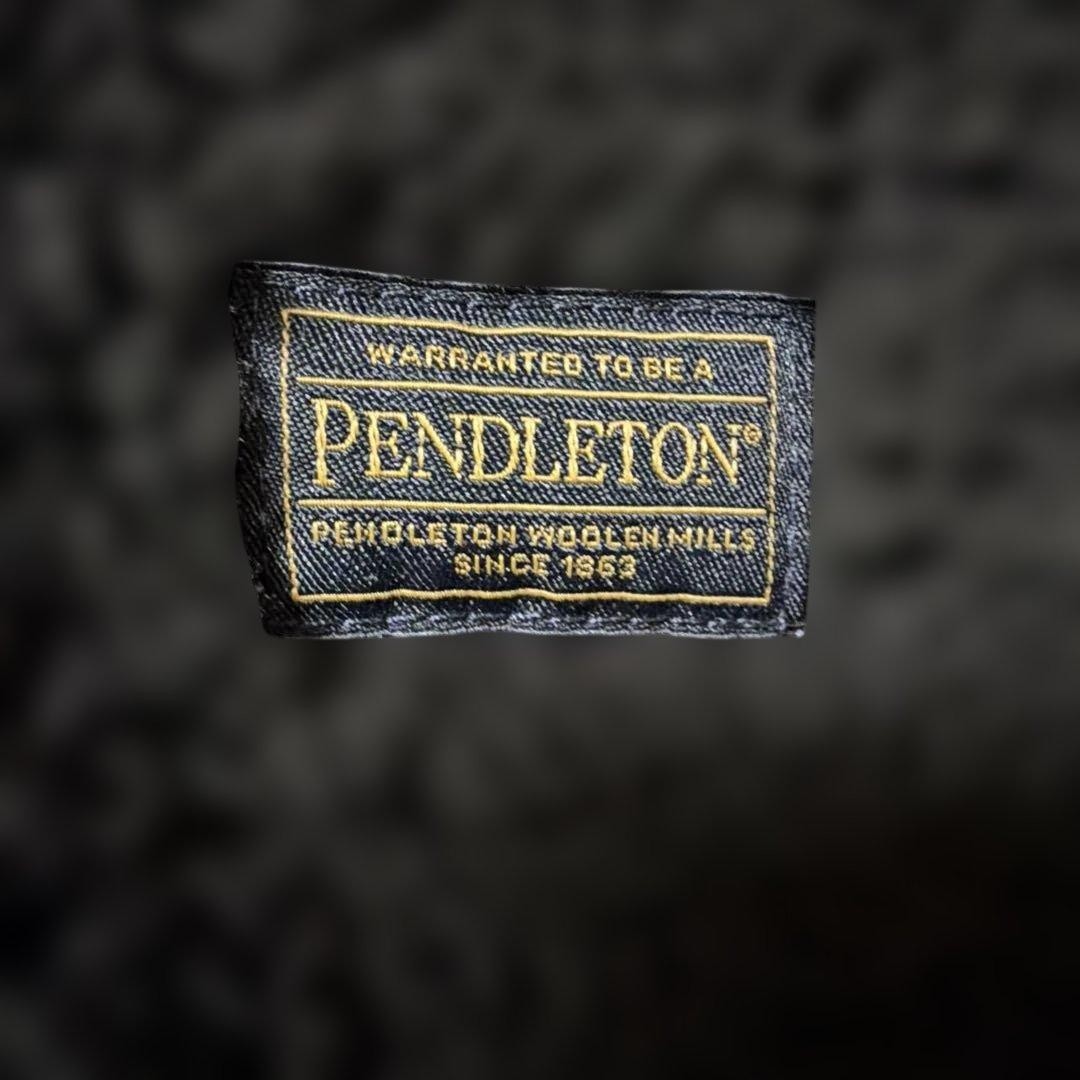 WARRANTED TO BE A
PENDLETON®
PENDLETON WOOLEN MILLS
SINCE 1863